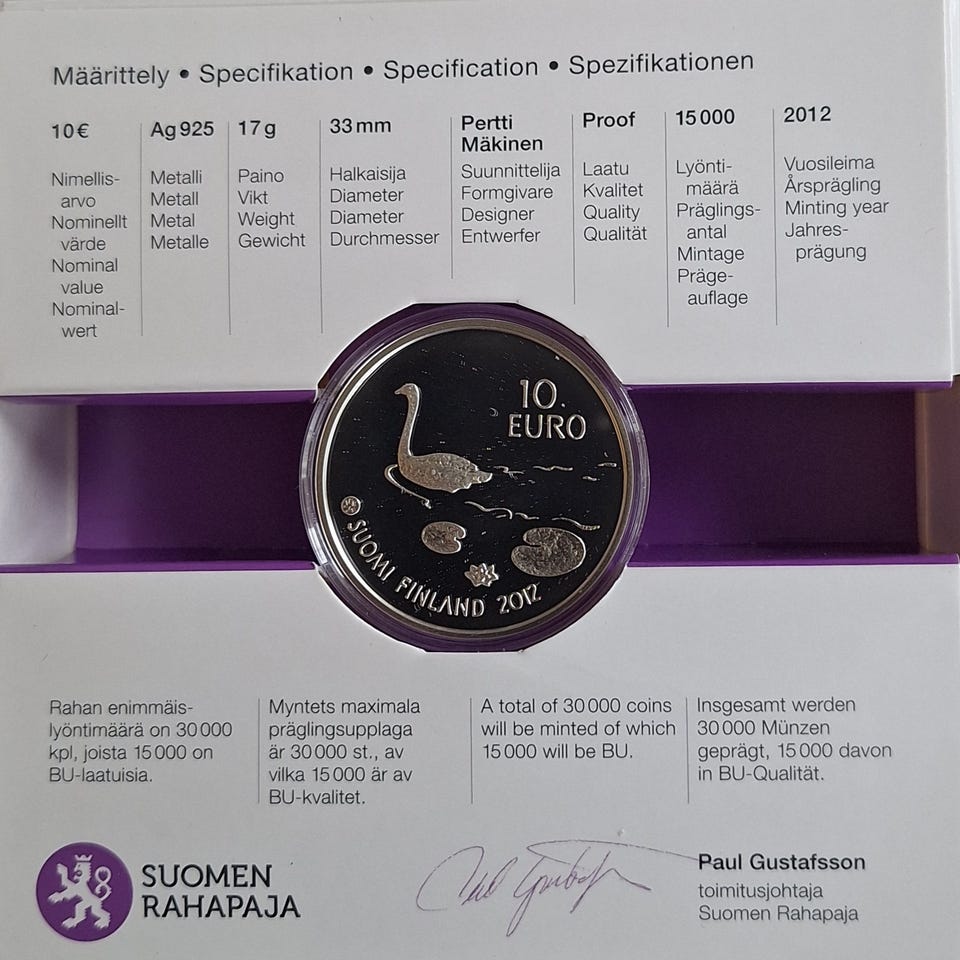 Määrittely • Specifikation • Specification • Spezifikationen
10 €
Nimellis-
arvo
Nominellt
värde
Nominal
value
Nominal-
wert
Ag 925
Metalli
Metall
Metal
Metalle
17 g
Paino
Vikt
Weight
Gewicht
33 mm
Halkaisija
Diameter
Diameter
Durchmesser
Pertti
Mäkinen
Suunnittelija
Formgivare
Designer
Entwerfer
Proof
Laatu
Kvalitet
Quality
Qualität
15 000
Lyönti-
määrä
Präglings-
antal
Mintage
Präge-
auflage
2012
Vuosileima
Årsprägling
Minting year
Jahres-
prägung
10
EURO
SUOMI FINLAND 2012
Rahan enimmäis-
lyöntimäärä on 30 000
kpl, joista 15 000 on
BU-laatuisia.
Myntets maximala
präglingsupplaga
är 30 000 st., av
vilka 15 000 är av
BU-kvalitet.
A total of 30 000 coins
will be minted of which
15 000 will be BU.
Insgesamt werden
30 000 Münzen
geprägt, 15 000 davon
in BU-Qualität.
SUOMEN
RAHAPAJA
Paul Gustafsson
toimitusjohtaja
Suomen Rahapaja